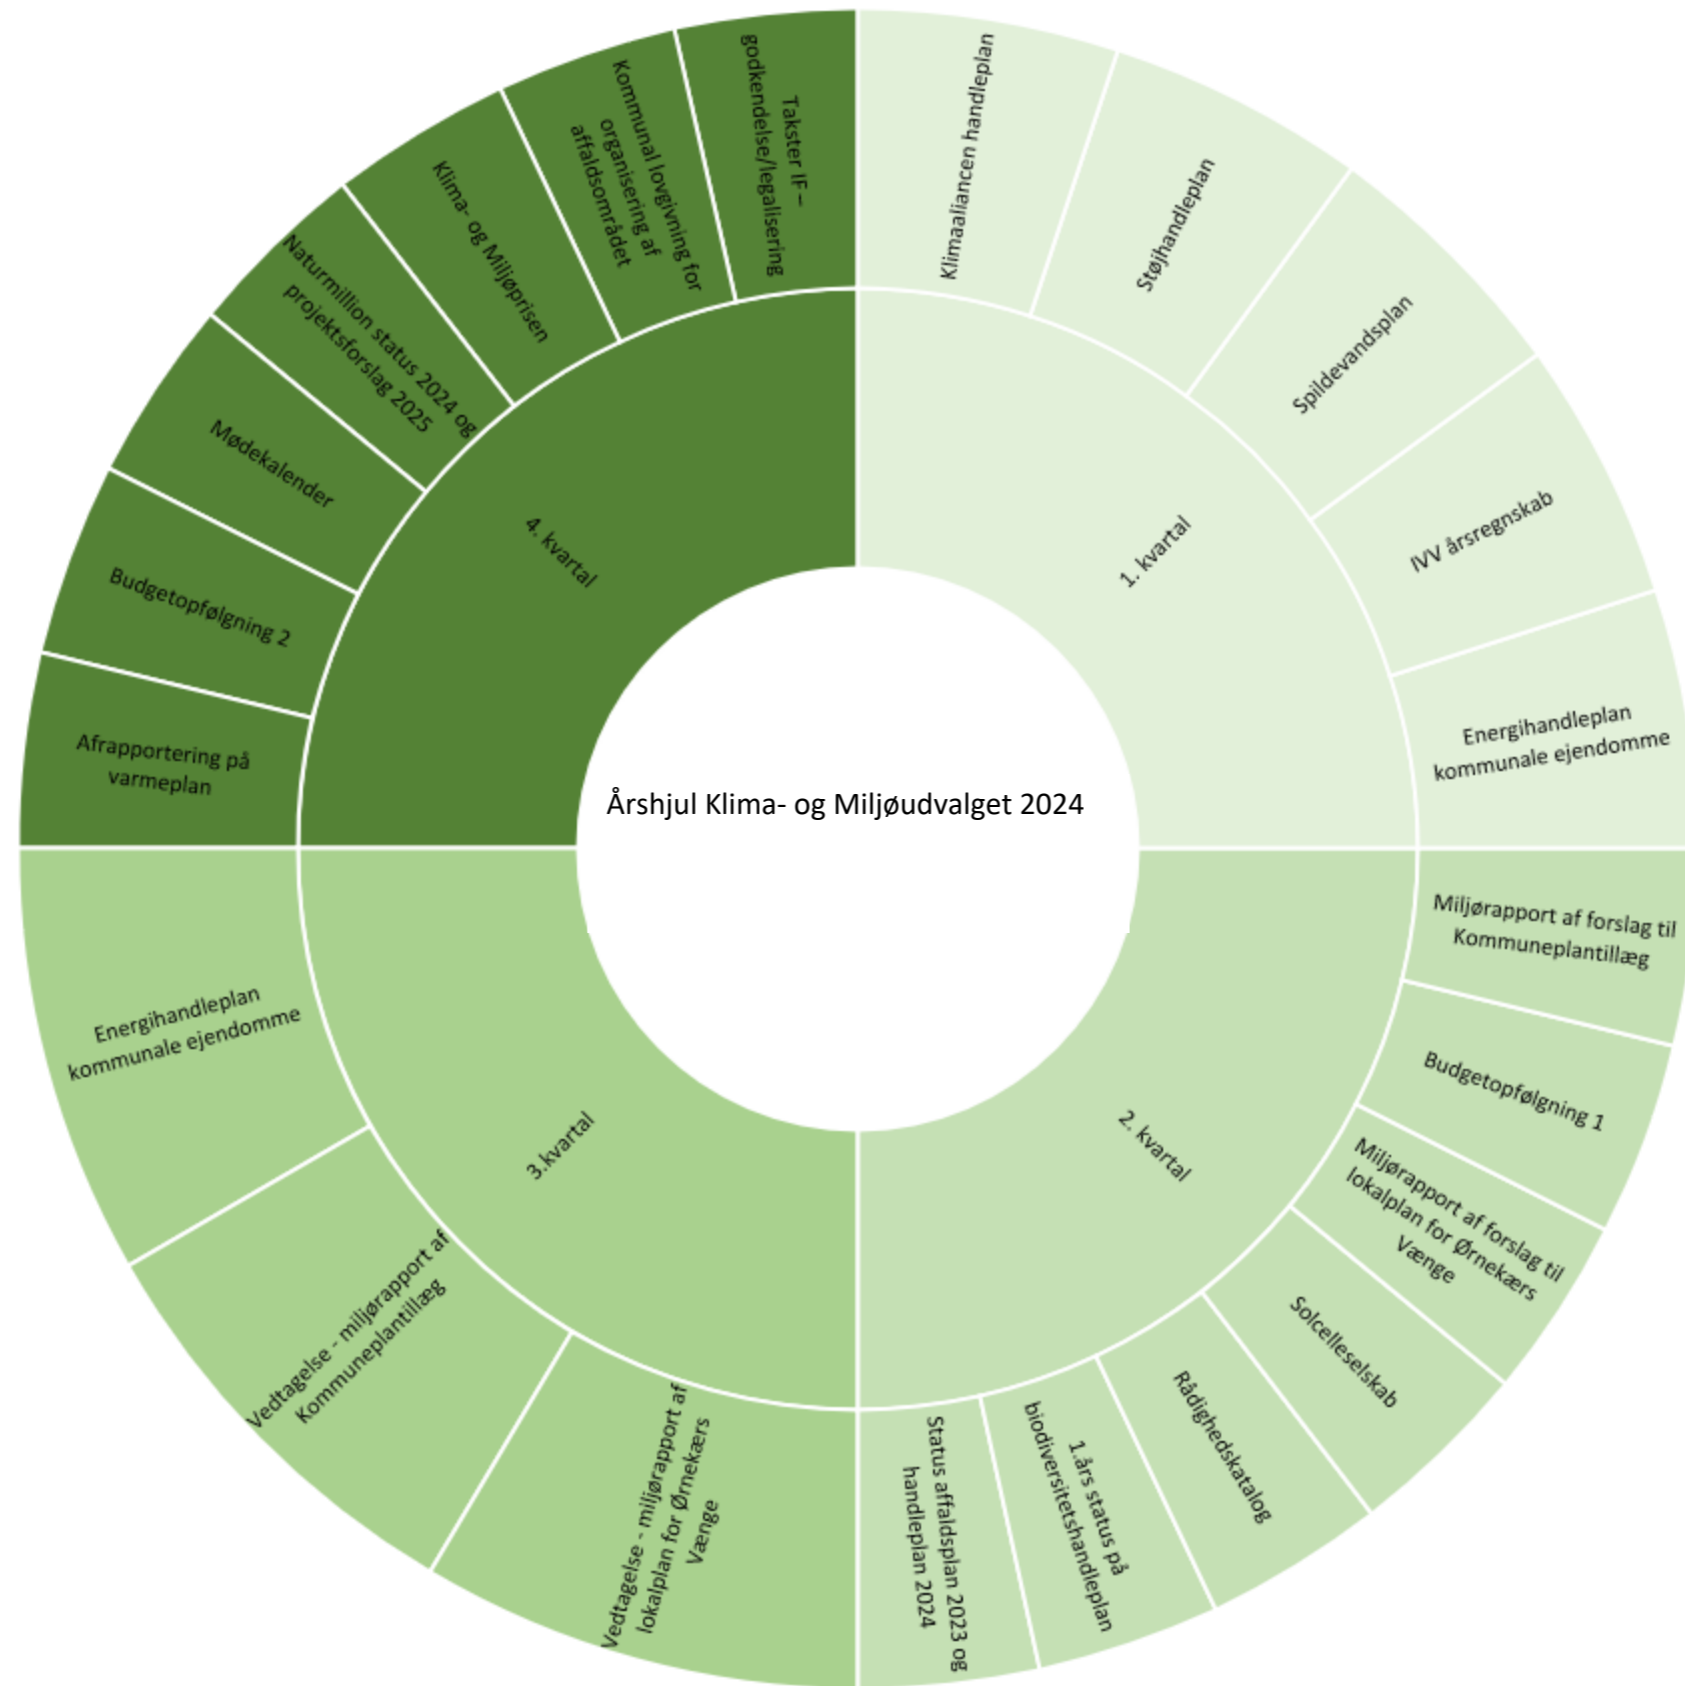 Årshjul Klima- og Miljøudvalget 2024
1. kvartal
Klimaaliancen handleplan
Støjhandleplan
Spildevandsplan
IVV årsregnskab
Energihandleplan
kommunale ejendomme
2. kvartal
Miljørapport af forslag til
Kommuneplantillæg
Budgetopfølgning 1
Miljørapport af forslag til
lokalplan for Ørnekærs
Vænge
Solcelleselskab
Rådighedskatalog
1.års status på
biodiversitetshandleplan
Status affaldsplan 2023 og
handleplan 2024
3.kvartal
Vedtagelse - miljørapport af
lokalplan for Ørnekærs
Vænge
Vedtagelse - miljørapport af
Kommuneplantillæg
Energihandleplan
kommunale ejendomme
4. kvartal
Afrapportering på
varmeplan
Budgetopfølgning 2
Mødekalender
Naturmillion status 2024 og
projektsforslag 2025
Klima- og Miljøprisen
Kommunal lovgivning for
organisering af
affaldsområdet
Takster IF –
godkendelse/legalisering